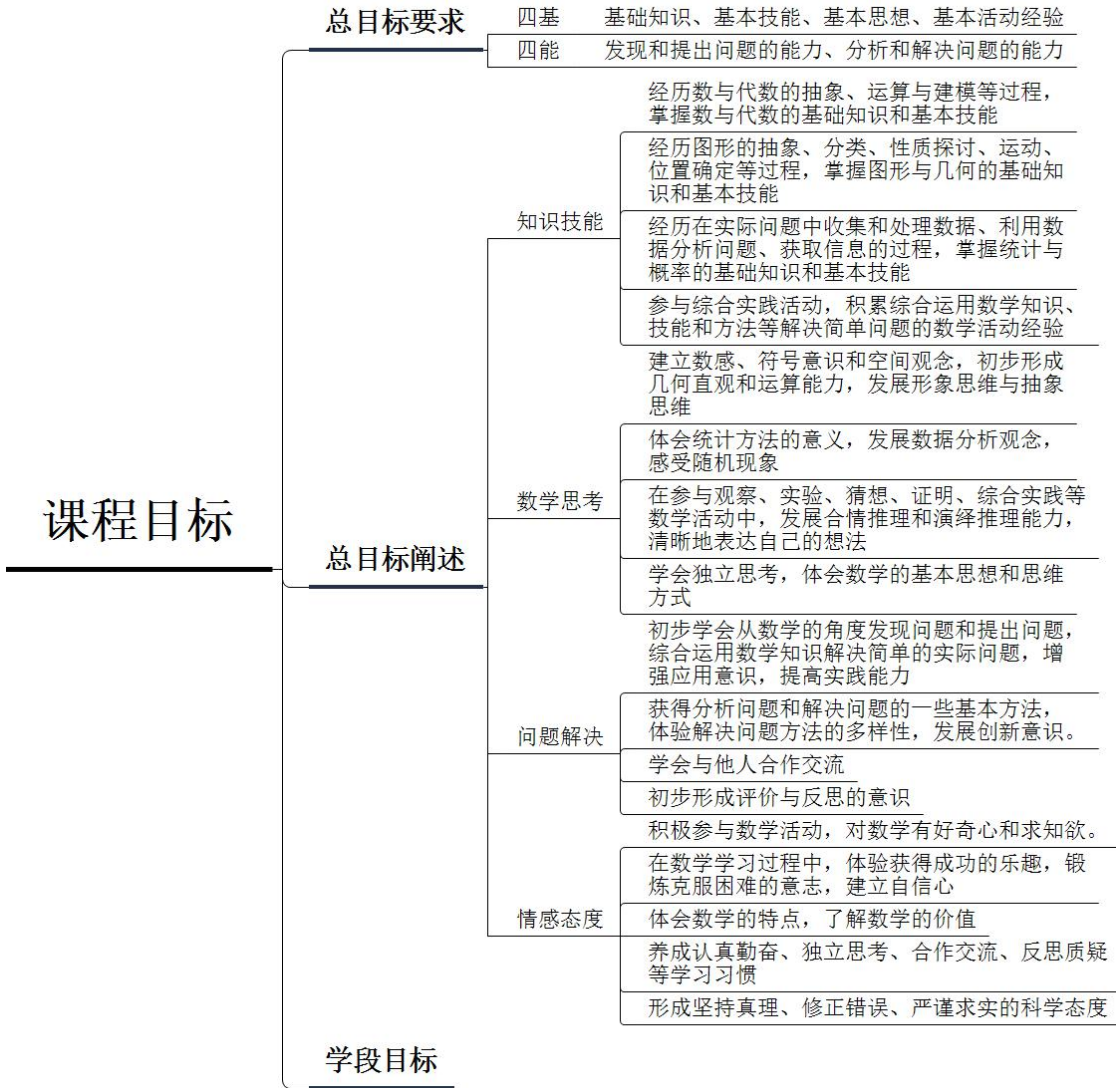 总目标要求
四基 基础知识、基本技能、基本思想、基本活动经验
四能 发现和提出问题的能力、分析和解决问题的能力
经历数与代数的抽象、运算与建模等过程，
掌握数与代数的基础知识和基本技能
经历图形的抽象、分类、性质探讨、运动、
位置确定等过程，掌握图形与几何的基础知
识和基本技能
知识技能
经历在实际问题中收集和处理数据、利用数
据分析问题、获取信息的过程，掌握统计与
概率的基础知识和基本技能
参与综合实践活动，积累综合运用数学知识、
技能和方法等解决简单问题的数学活动经验
建立数感、符号意识和空间观念，初步形成
几何直观和运算能力，发展形象思维与抽象
思维
体会统计方法的意义，发展数据分析观念，
感受随机现象
课程目标
数学思考
在参与观察、实验、猜想、证明、综合实践等
数学活动中，发展合情推理和演绎推理能力，
清晰地表达自己的想法
总目标阐述
学会独立思考，体会数学的基本思想和思维
方式
初步学会从数学的角度发现问题和提出问题，
综合运用数学知识解决简单的实际问题，增
强应用意识，提高实践能力
问题解决
获得分析问题和解决问题的一些基本方法，
体验解决问题方法的多样性，发展创新意识。
学会与他人合作交流
初步形成评价与反思的意识
积极参与数学活动，对数学有好奇心和求知欲。
在数学学习过程中，体验获得成功的乐趣，锻
炼克服困难的意志，建立自信心
情感态度
体会数学的特点，了解数学的价值
养成认真勤奋、独立思考、合作交流、反思质疑
等学习习惯
形成坚持真理、修正错误、严谨求实的科学态度
学段目标